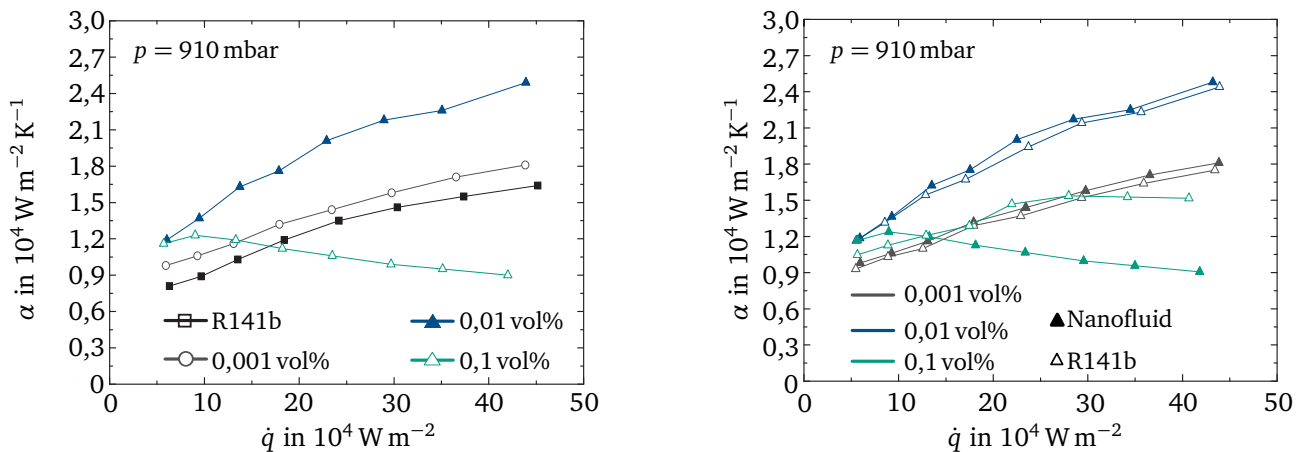 p = 910 mbar
α in 10⁴ W m⁻² K⁻¹
3,0
2,7
2,4
2,1
1,8
1,5
1,2
0,9
0,6
0,3
0
R141b
0,001 vol%
0,01 vol%
0,1 vol%
0 10 20 30 40 50
q̇ in 10⁴ W m⁻²
p = 910 mbar
α in 10⁴ W m⁻² K⁻¹
3,0
2,7
2,4
2,1
1,8
1,5
1,2
0,9
0,6
0,3
0
0,001 vol%
0,01 vol%
0,1 vol%
Nanofluid
R141b
0 10 20 30 40 50
q̇ in 10⁴ W m⁻²